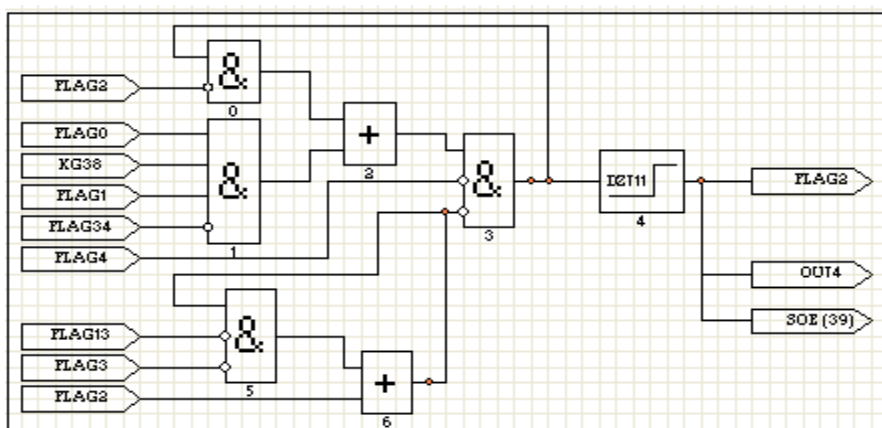 FLAG2
&
0
FLAG0
KG38
FLAG1
FLAG34
&
1
+
2
&
3
DZT11
4
FLAG2
FLAG4
OUT4
SOE (39)
FLAG13
FLAG3
&
5
FLAG2
+
6